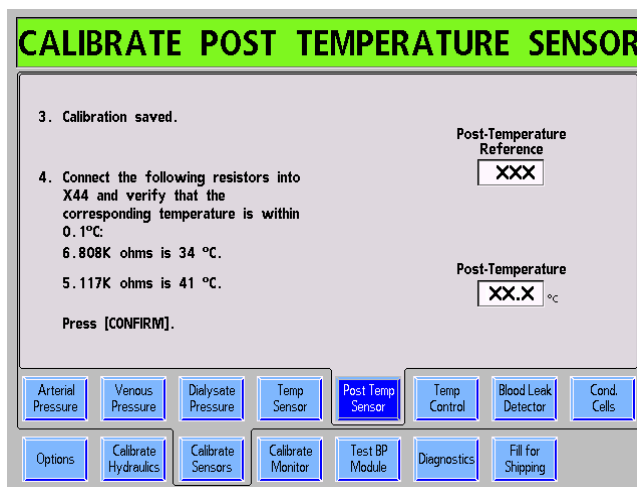 CALIBRATE POST TEMPERATURE SENSOR
3. Calibration saved.
Post-Temperature
Reference
XXX
4. Connect the following resistors into
X44 and verify that the
corresponding temperature is within
0.1ºC:
6.808K ohms is 34 ºC.
5.117K ohms is 41 ºC.
Post-Temperature
XX.X ºC
Press [CONFIRM].
Arterial
Pressure
Venous
Pressure
Dialysate
Pressure
Temp
Sensor
Post Temp
Sensor
Temp
Control
Blood Leak
Detector
Cond.
Cells
Options
Calibrate
Hydraulics
Calibrate
Sensors
Calibrate
Monitor
Test BP
Module
Diagnostics
Fill for
Shipping